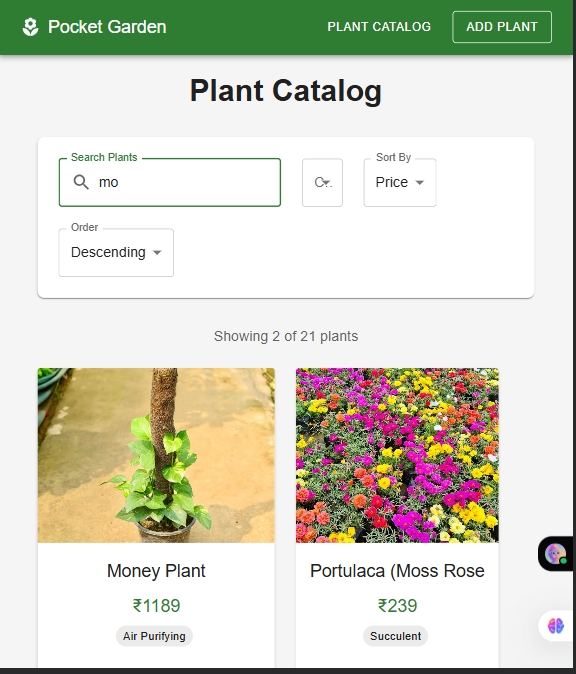 Pocket Garden
PLANT CATALOG
ADD PLANT
Plant Catalog
Search Plants
mo
Sort By
Price
Order
Descending
Showing 2 of 21 plants
Money Plant
Portulaca (Moss Rose
₹1189
₹239
Air Purifying
Succulent